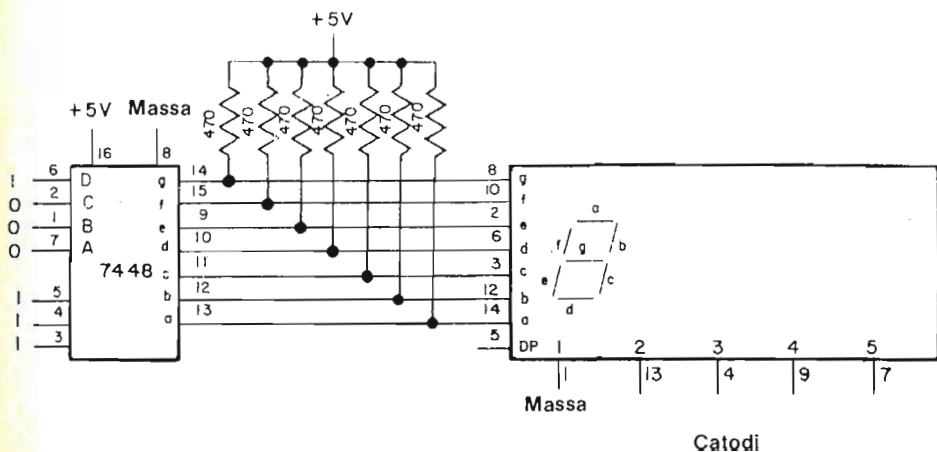 +5V
+5V Massa
470 470 470 470 470 470 470
16 8
1 6 D g 14 8 g
0 2 C f 15 10 f
0 1 B e 9 2 e
0 7 A d 10 6 d
7448 c 11 3 c
1 5 b 12 12 b
1 4 a 13 14 a
1 3 5 DP
a
f g b
e c
d
1 2 3 4 5
1 13 4 9 7
Massa
Catodi